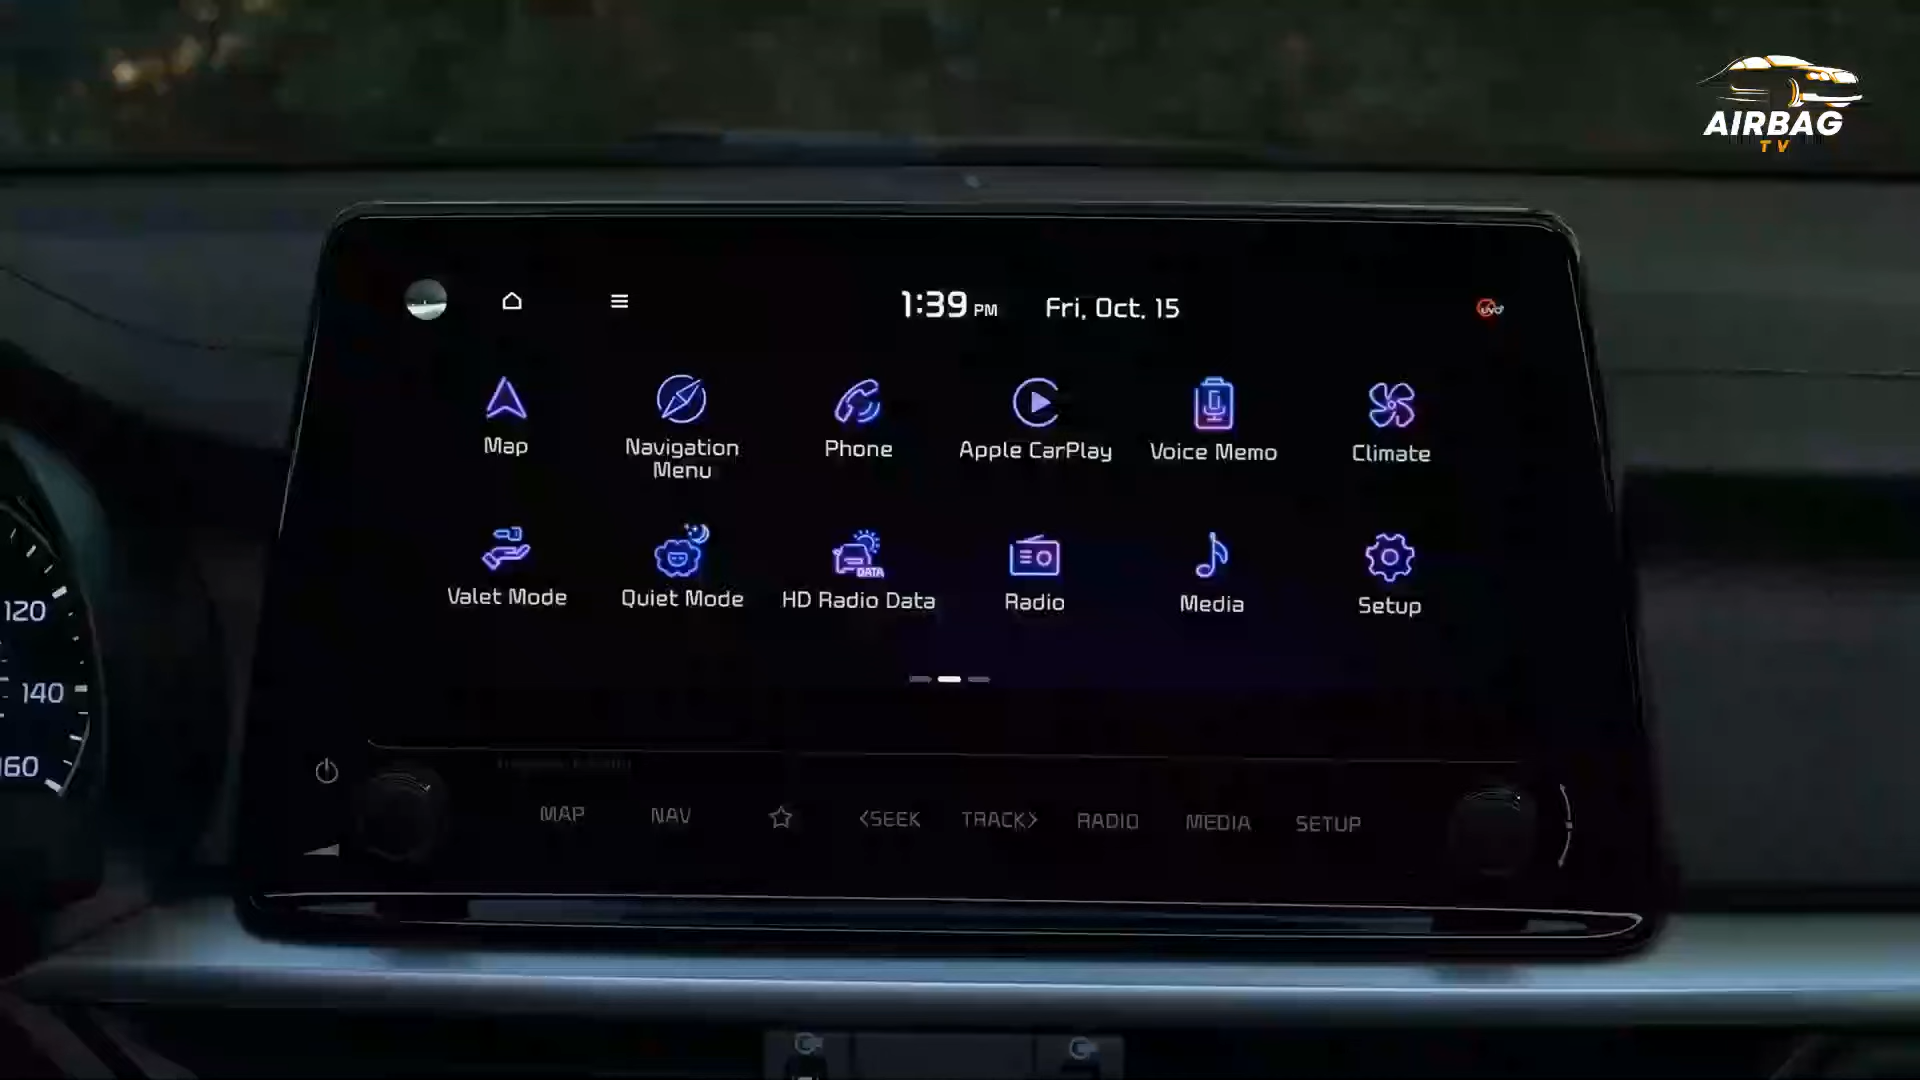 AIRBAG
TV
1:39 PM Fri, Oct. 15
UVO
Map
Navigation
Menu
Phone
Apple CarPlay
Voice Memo
Climate
Valet Mode
Quiet Mode
DATA
HD Radio Data
Radio
Media
Setup
120
140
160
MAP NAV <SEEK TRACK> RADIO MEDIA SETUP